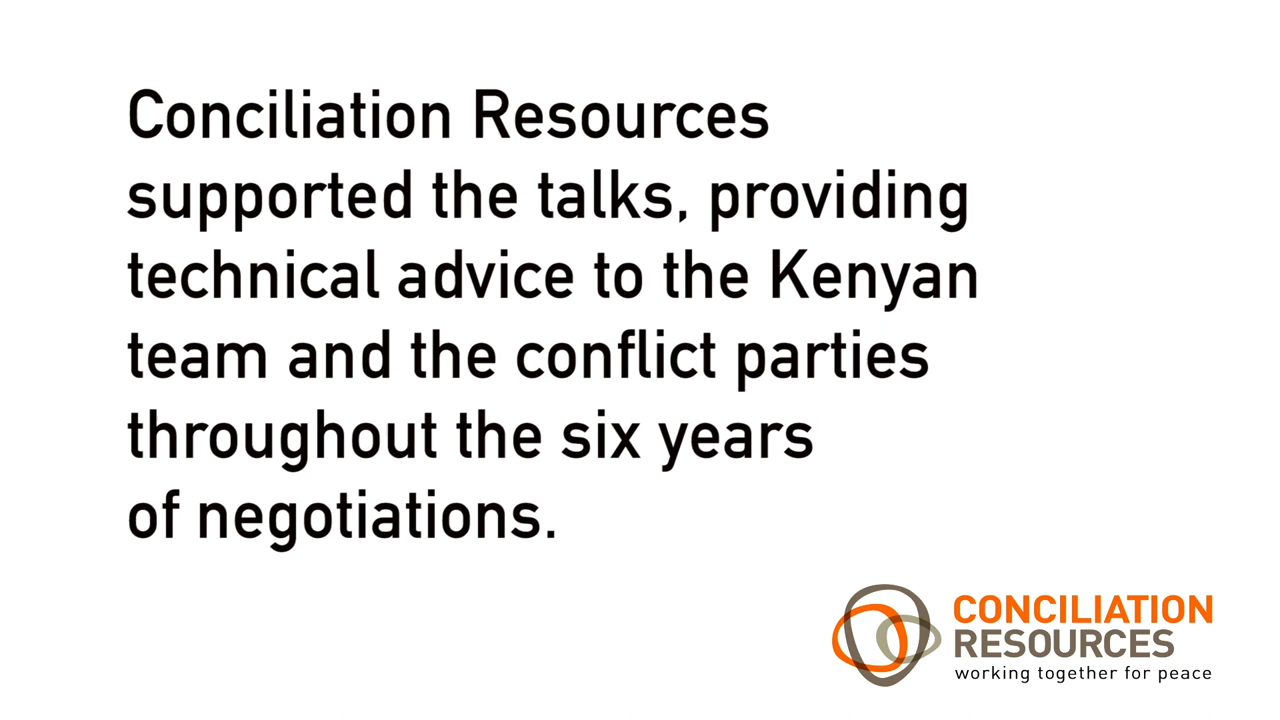 Conciliation Resources
supported the talks, providing
technical advice to the Kenyan
team and the conflict parties
throughout the six years
of negotiations.
CONCILIATION
RESOURCES
working together for peace